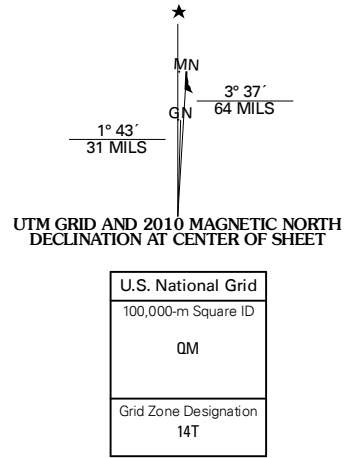 MN
GN
3° 37´
64 MILS
1° 43´
31 MILS
UTM GRID AND 2010 MAGNETIC NORTH
DECLINATION AT CENTER OF SHEET
U.S. National Grid
100,000-m Square ID
QM
Grid Zone Designation
14T